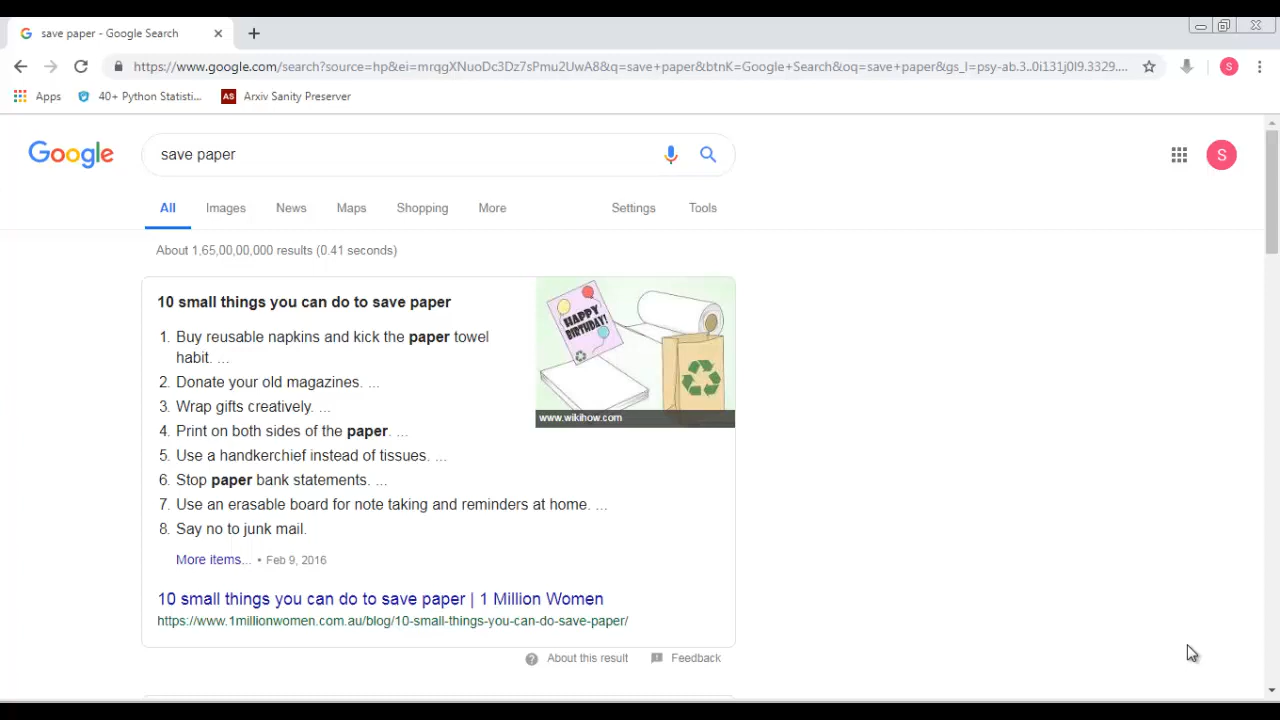 save paper - Google Search
https://www.google.com/search?source=hp&ei=mrqgXNuoDc3Dz7sPmu2UwA8&q=save+paper&btnK=Google+Search&oq=save+paper&gs_l=psy-ab.3..0i131j0l9.3329....
S
Apps 40+ Python Statisti... AS Arxiv Sanity Preserver
Google save paper S
All Images News Maps Shopping More Settings Tools
About 1,65,00,00,000 results (0.41 seconds)
10 small things you can do to save paper
1. Buy reusable napkins and kick the paper towel
habit. ...
2. Donate your old magazines. ...
3. Wrap gifts creatively. ...
4. Print on both sides of the paper. ...
5. Use a handkerchief instead of tissues. ...
6. Stop paper bank statements. ...
7. Use an erasable board for note taking and reminders at home. ...
8. Say no to junk mail.
More items... • Feb 9, 2016
HAPPY
BIRTHDAY!
www.wikihow.com
10 small things you can do to save paper | 1 Million Women
https://www.1millionwomen.com.au/blog/10-small-things-you-can-do-save-paper/
About this result Feedback